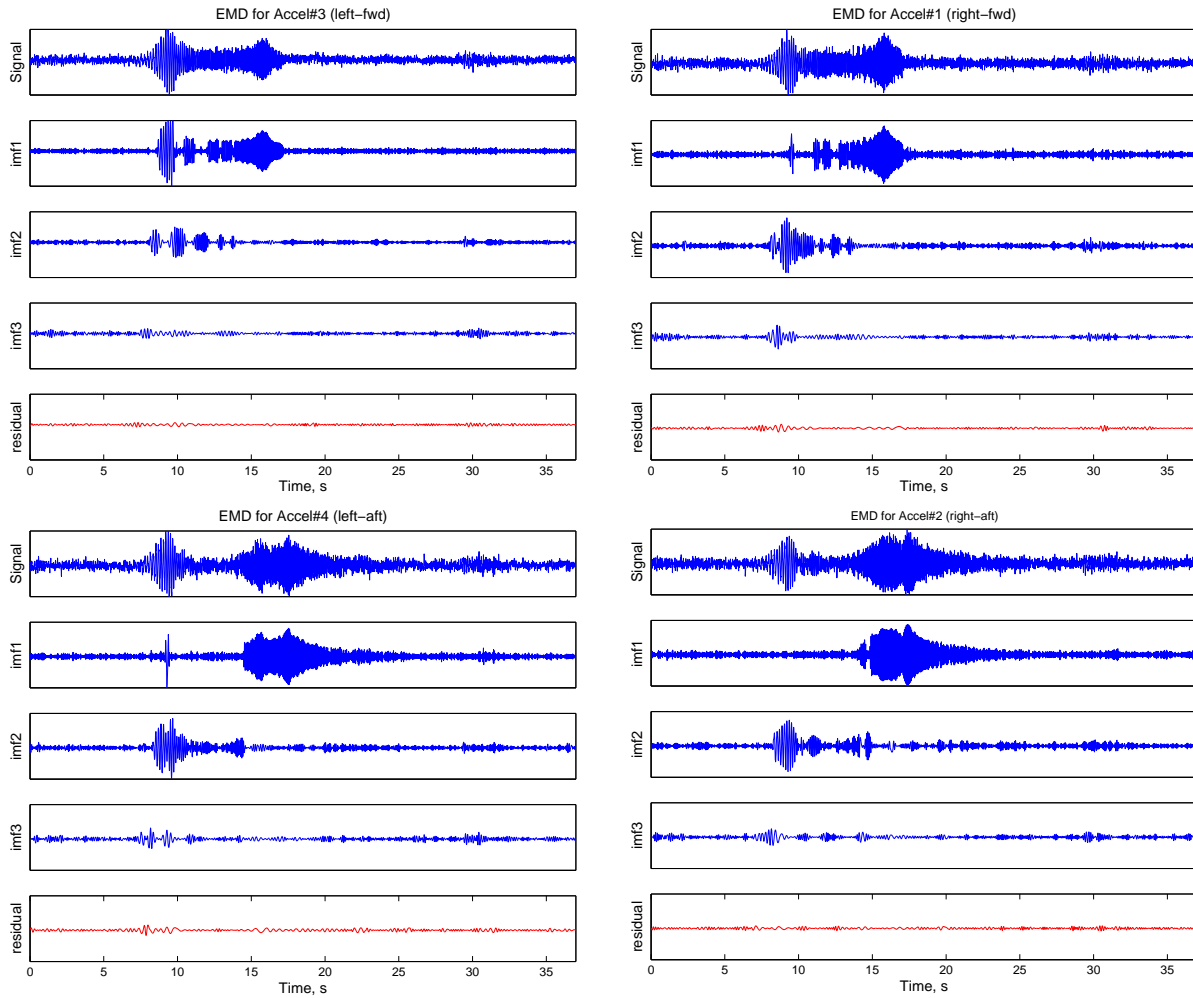 EMD for Accel#3 (left-fwd)
Signal
imf1
imf2
imf3
residual
0 5 10 15 20 25 30 35
Time, s
EMD for Accel#1 (right-fwd)
Signal
imf1
imf2
imf3
residual
0 5 10 15 20 25 30 35
Time, s
EMD for Accel#4 (left-aft)
Signal
imf1
imf2
imf3
residual
0 5 10 15 20 25 30 35
Time, s
EMD for Accel#2 (right-aft)
Signal
imf1
imf2
imf3
residual
0 5 10 15 20 25 30 35
Time, s